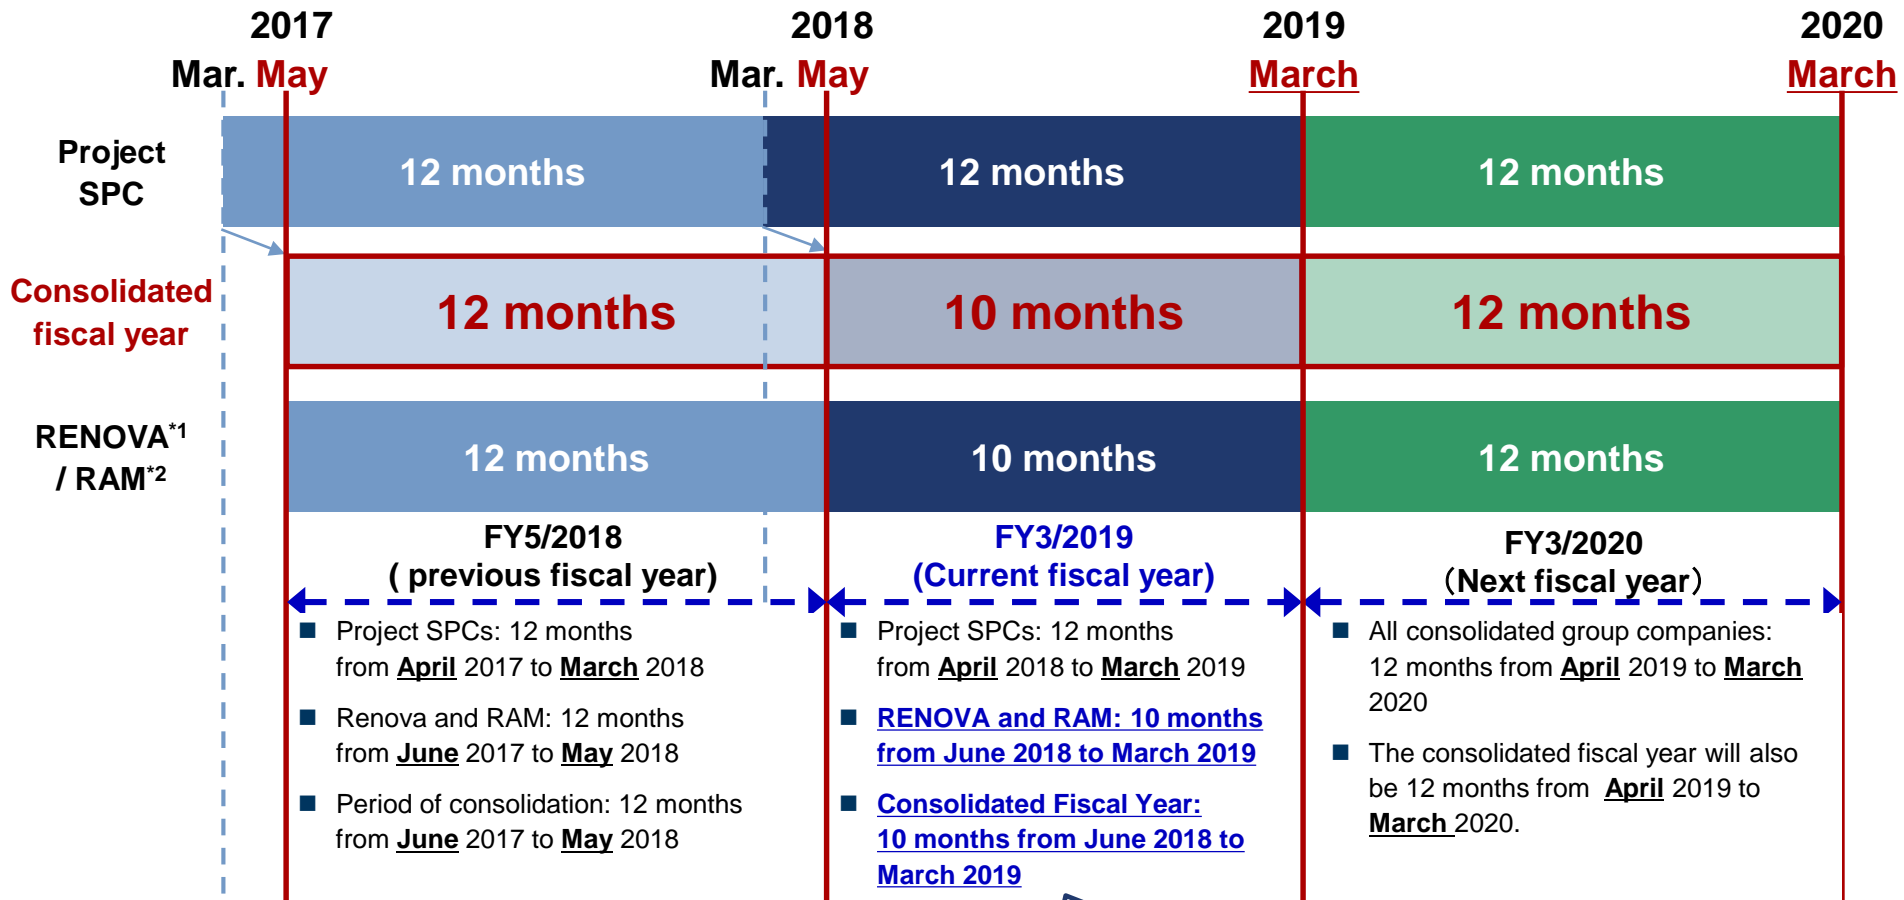 2017 2018 2019 2020
Mar. May Mar. May March March
Project
SPC
12 months 12 months 12 months
Consolidated
fiscal year
12 months 10 months 12 months
RENOVA*1
/ RAM*2
12 months 10 months 12 months
FY5/2018
( previous fiscal year)
■ Project SPCs: 12 months
from April 2017 to March 2018
■ Renova and RAM: 12 months
from June 2017 to May 2018
■ Period of consolidation: 12 months
from June 2017 to May 2018
FY3/2019
(Current fiscal year)
■ Project SPCs: 12 months
from April 2018 to March 2019
■ RENOVA and RAM: 10 months
from June 2018 to March 2019
■ Consolidated Fiscal Year:
10 months from June 2018 to
March 2019
FY3/2020
（Next fiscal year）
■ All consolidated group companies:
12 months from April 2019 to March
2020
■ The consolidated fiscal year will also
be 12 months from April 2019 to
March 2020.